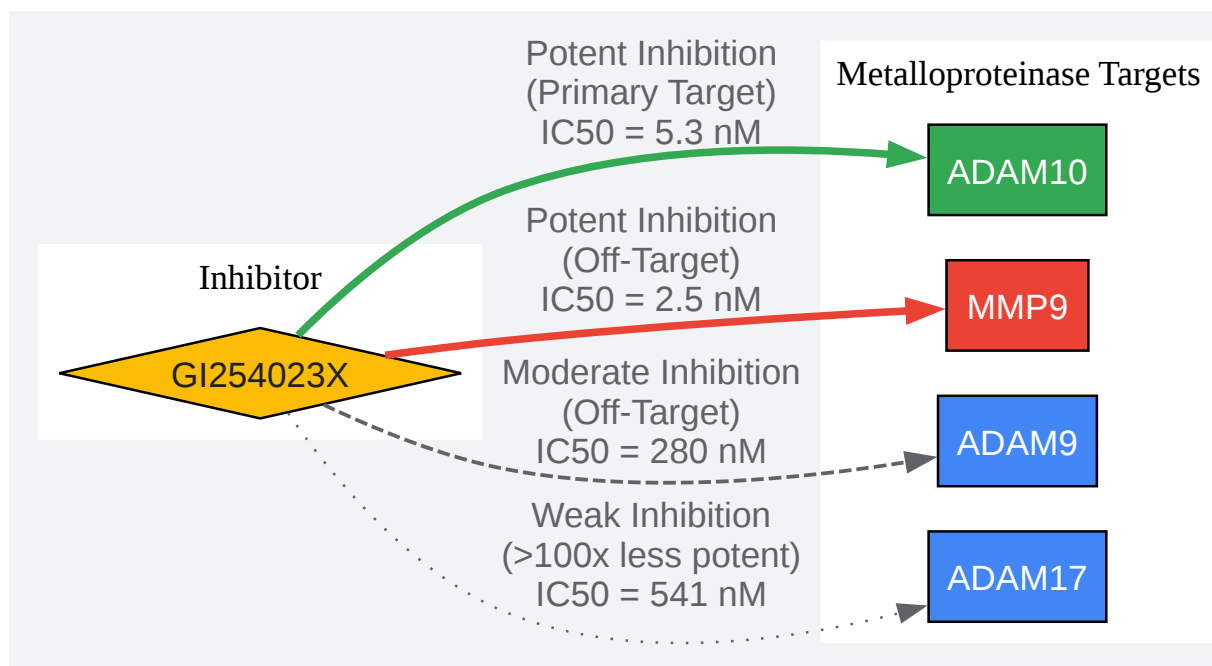 Potent Inhibition
(Primary Target)
IC50 = 5.3 nM
Metalloproteinase Targets
ADAM10
Potent Inhibition
(Off-Target)
IC50 = 2.5 nM
MMP9
Inhibitor
GI254023X
Moderate Inhibition
(Off-Target)
IC50 = 280 nM
ADAM9
Weak Inhibition
(>100x less potent)
IC50 = 541 nM
ADAM17